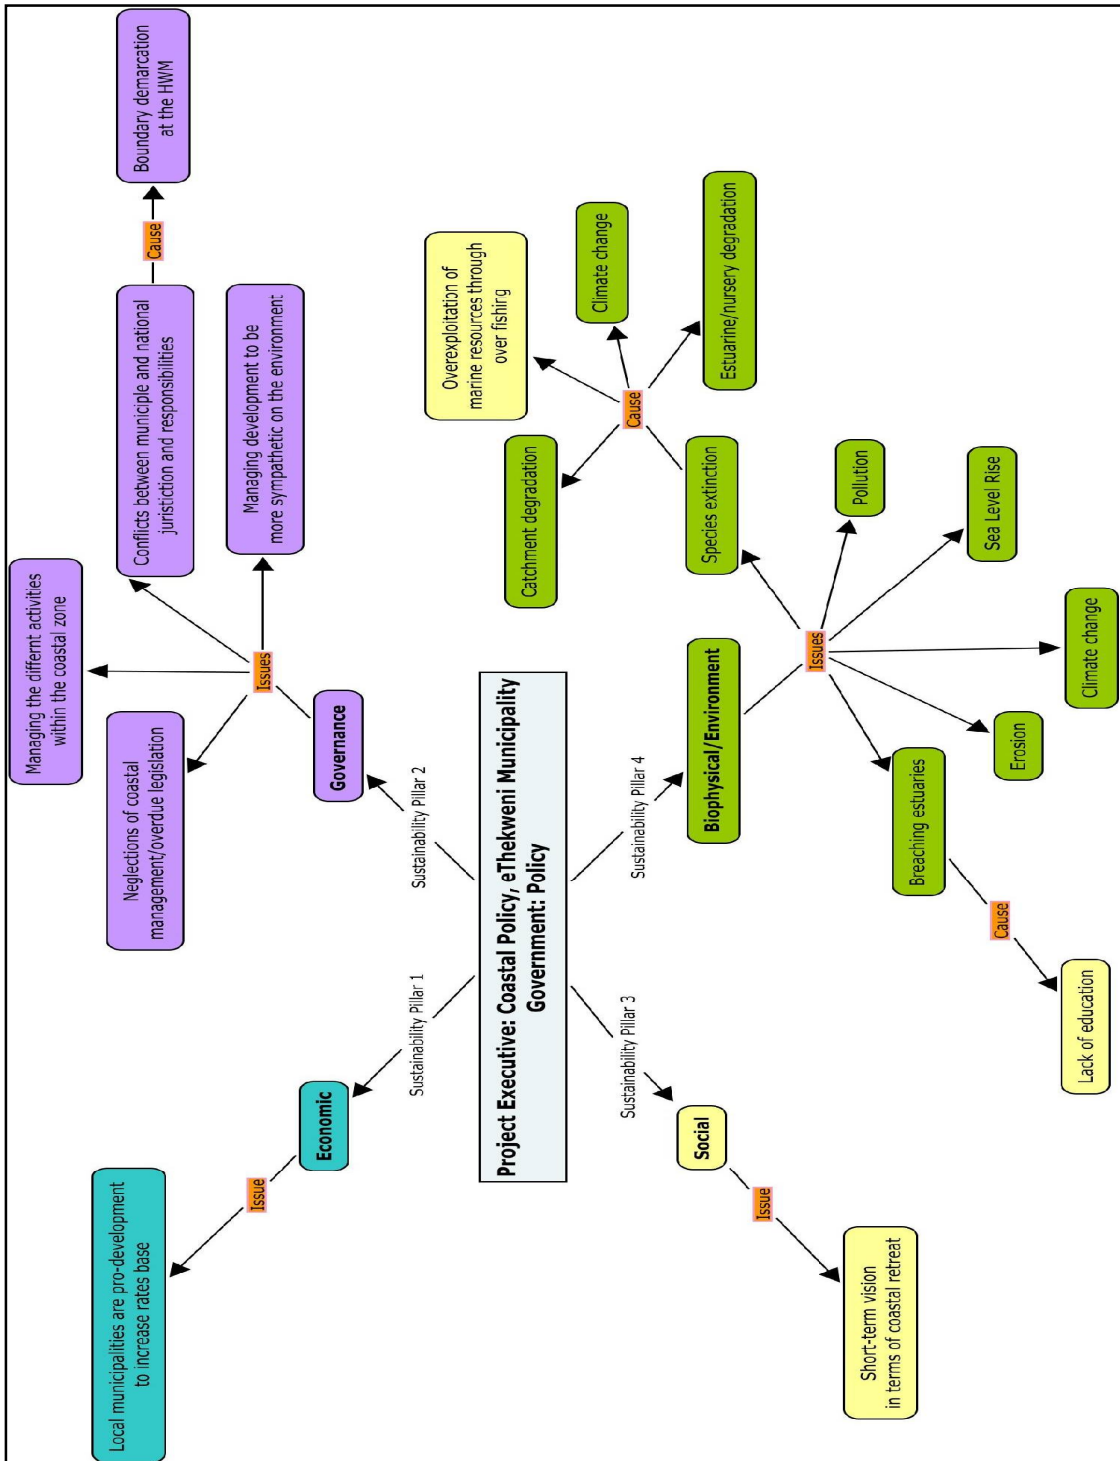 Local municipalities are pro-development
to increase rates base
Issue
Economic
Sustainability Pillar 1
Neglections of coastal
management/overdue legislation
Managing the differnt activities
within the coastal zone
Conflicts between municiple and national
juristiction and responsibilities
Cause
Boundary demarcation
at the HWM
Managing development to be
more sympathetic on the environment
Issues
Governance
Sustainability Pillar 2
Project Executive: Coastal Policy, eThekweni Municipality
Government: Policy
Sustainability Pillar 3
Social
Issue
Short-term vision
in terms of coastal retreat
Sustainability Pillar 4
Biophysical/Environment
Issues
Breaching estuaries
Cause
Lack of education
Erosion
Climate change
Sea Level Rise
Pollution
Species extinction
Cause
Catchment degradation
Overexploitation of
marine resources through
over fishing
Climate change
Estuarine/nursery degradation